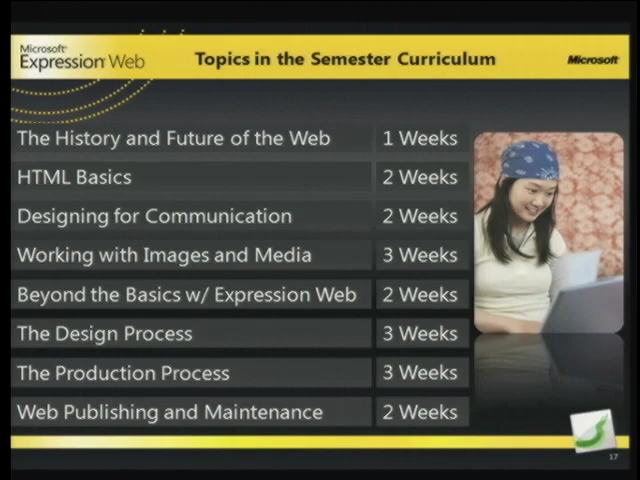 Microsoft®
Expression® Web
Topics in the Semester Curriculum
Microsoft®
The History and Future of the Web 1 Weeks
HTML Basics 2 Weeks
Designing for Communication 2 Weeks
Working with Images and Media 3 Weeks
Beyond the Basics w/ Expression Web 2 Weeks
The Design Process 3 Weeks
The Production Process 3 Weeks
Web Publishing and Maintenance 2 Weeks
17